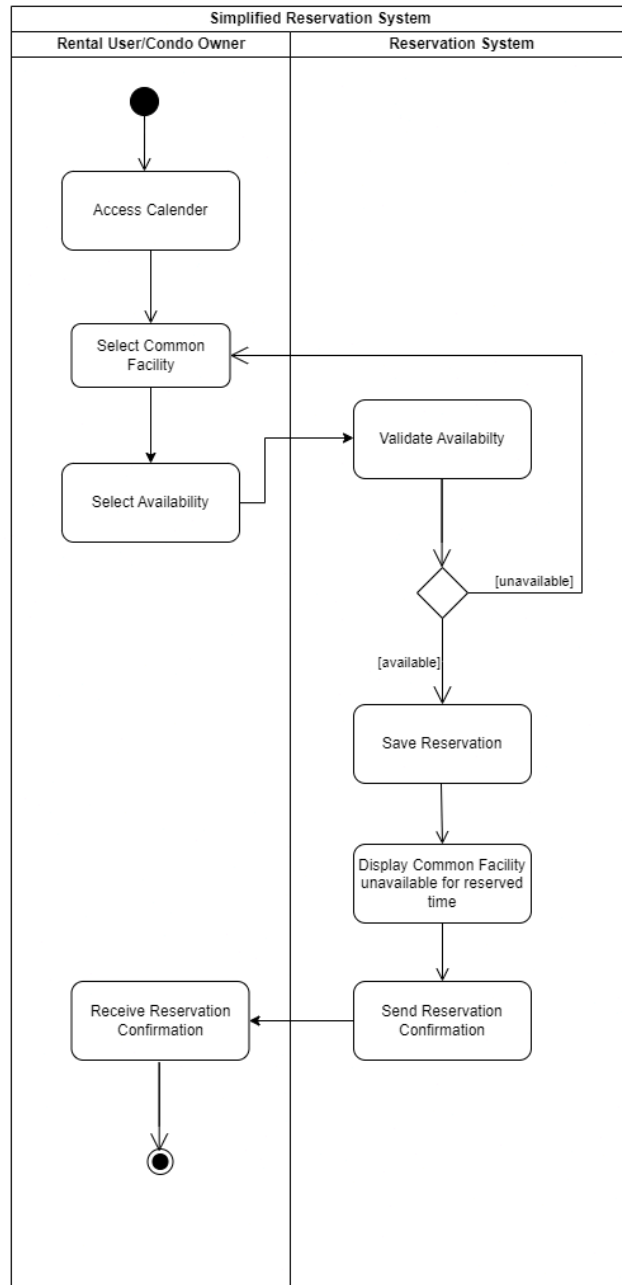 Simplified Reservation System
Rental User/Condo Owner
Reservation System
Access Calender
Select Common
Facility
Select Availability
Validate Availabilty
[unavailable]
[available]
Save Reservation
Display Common Facility
unavailable for reserved
time
Send Reservation
Confirmation
Receive Reservation
Confirmation